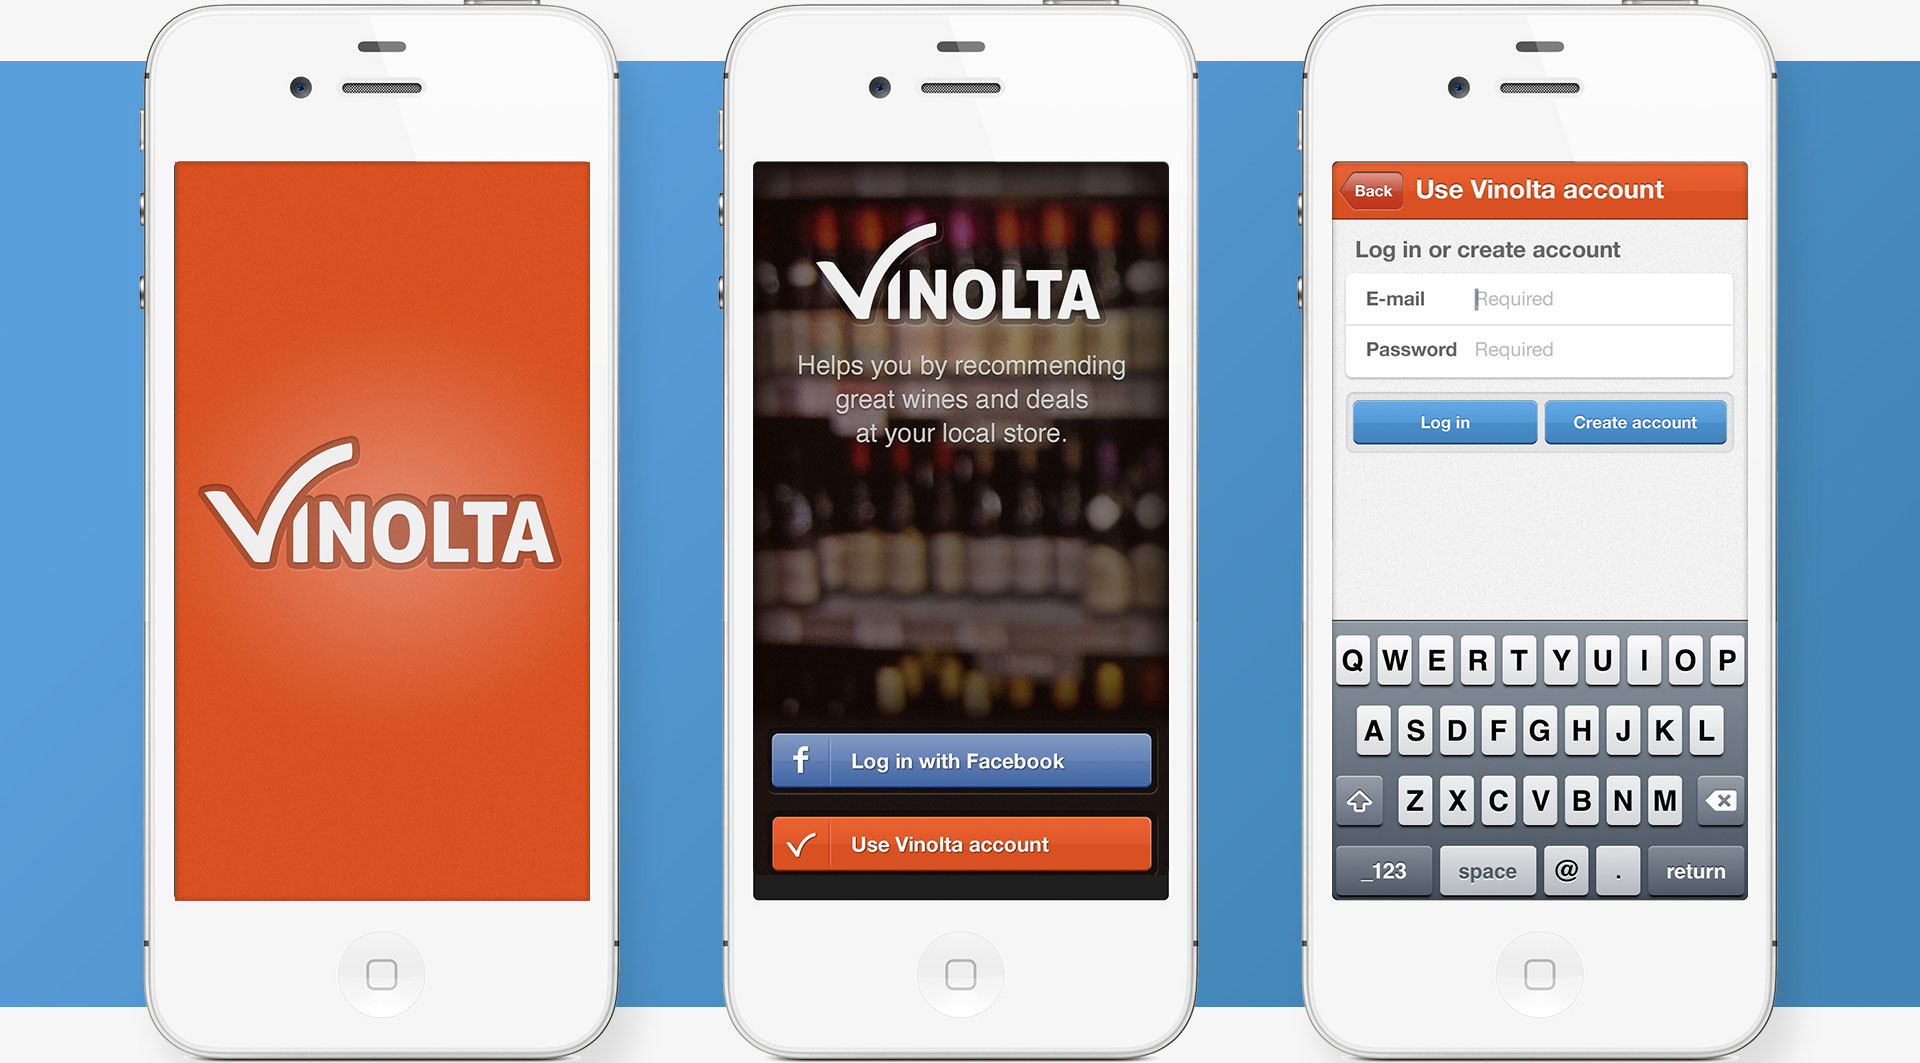 VINOLTA
VINOLTA
Helps you by recommending
great wines and deals
at your local store.
f Log in with Facebook
Use Vinolta account
Back Use Vinolta account
Log in or create account
E-mail Required
Password Required
Log in Create account
Q W E R T Y U I O P
A S D F G H J K L
Z X C V B N M
_123 space @ . return